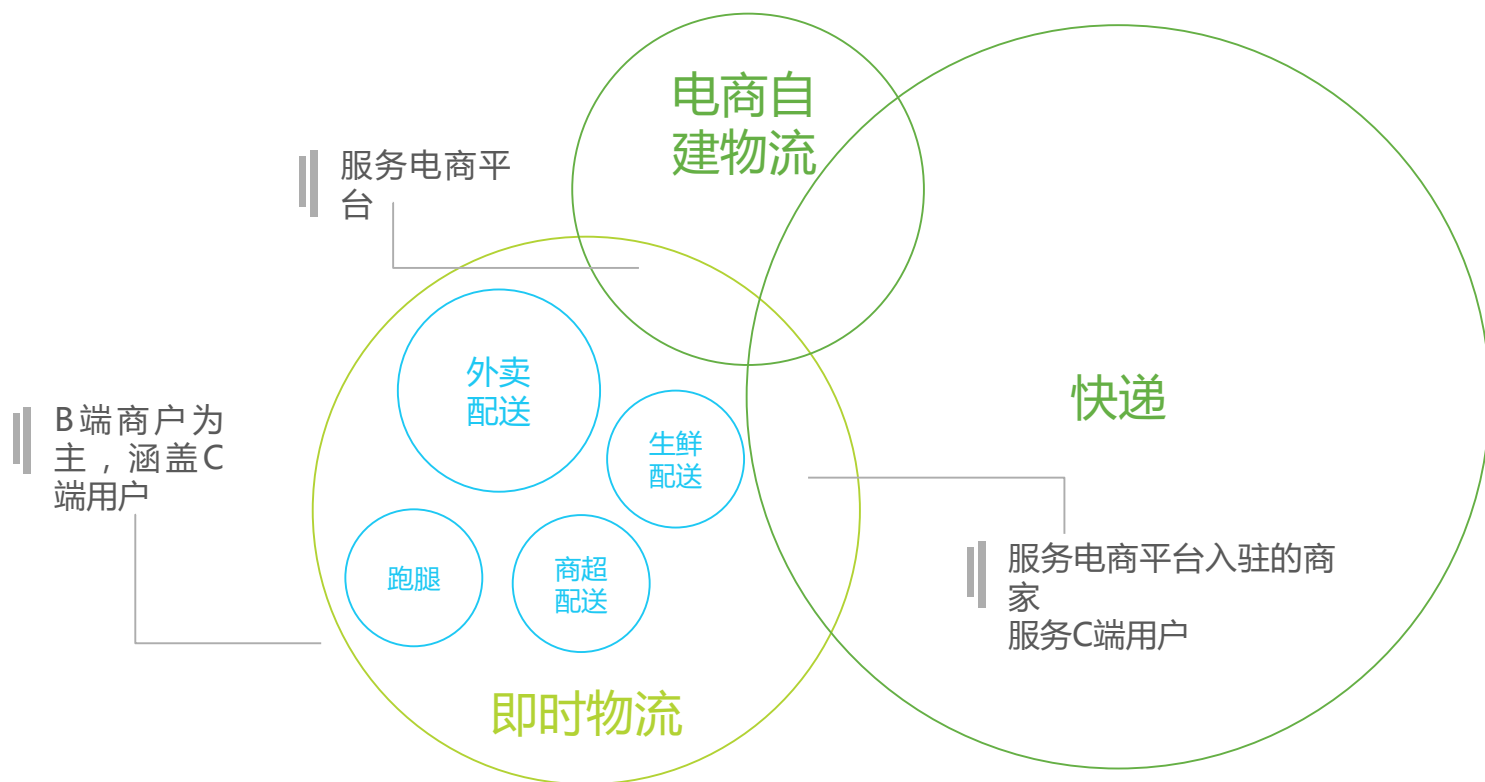 电商自
建物流
服务电商平
台
外卖
配送
快递
B端商户为
主，涵盖C
端用户
生鲜
配送
跑腿
商超
配送
服务电商平台入驻的商
家
服务C端用户
即时物流